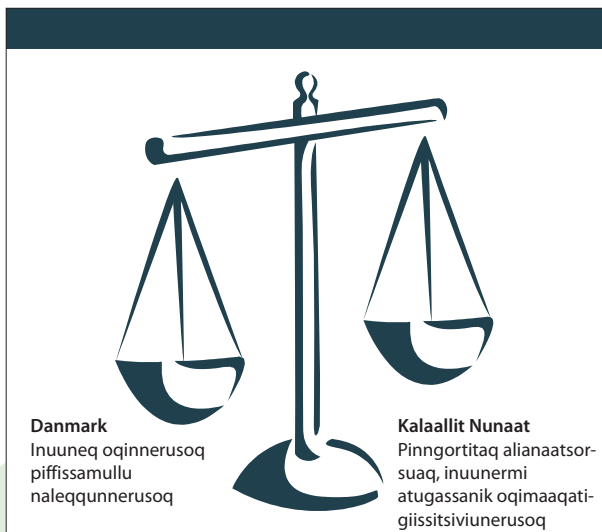 Danmark
Inuuneq oqinnerusoq
piffissamullu
naleqqunnerusoq
Kalaallit Nunaat
Pinngortitaq alianaatsor-
suaq, inuunermi
atugassanik oqimaaqati-
giissitsiviunerusoq